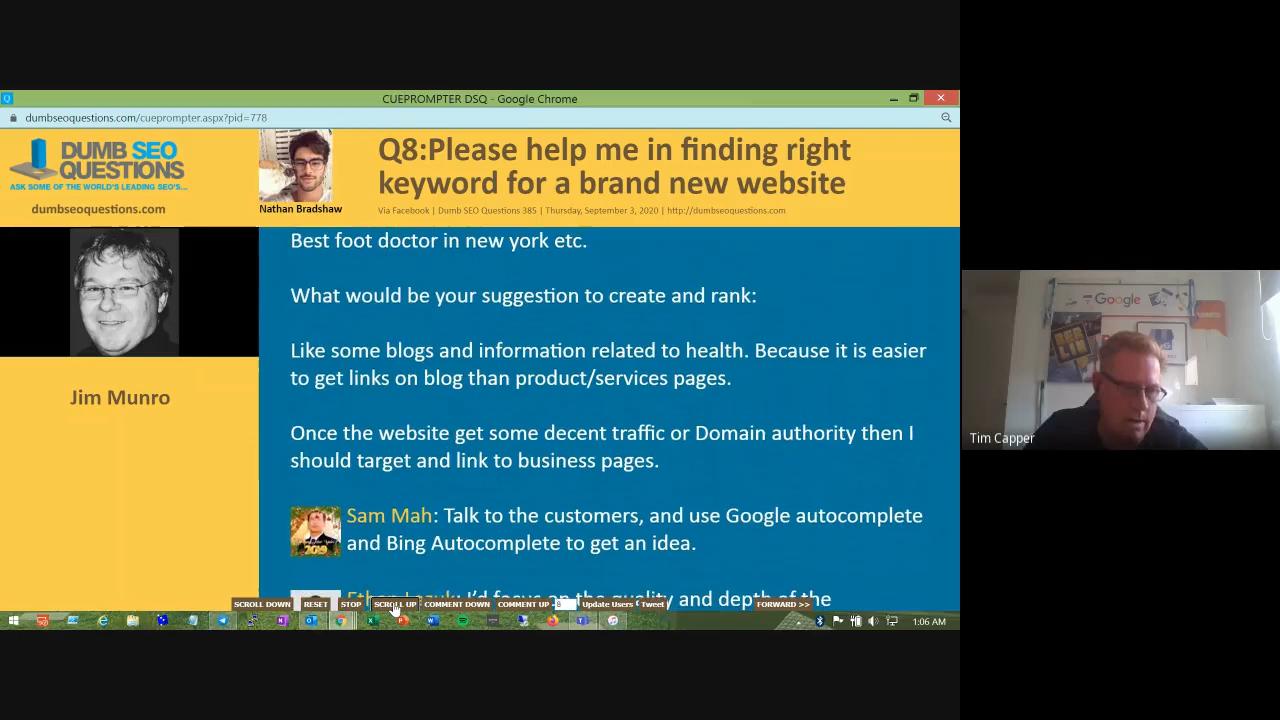 CUEPROMPTER DSQ - Google Chrome
dumbseoquestions.com/cueprompter.aspx?pid=778
DUMB SEO
QUESTIONS
ASK SOME OF THE WORLD'S LEADING SEO'S...
dumbseoquestions.com
Nathan Bradshaw
Q8:Please help me in finding right
keyword for a brand new website
Via Facebook | Dumb SEO Questions 385 | Thursday, September 3, 2020 | http://dumbseoquestions.com
Jim Munro
Best foot doctor in new york etc.
What would be your suggestion to create and rank:
Like some blogs and information related to health. Because it is easier
to get links on blog than product/services pages.
Once the website get some decent traffic or Domain authority then I
should target and link to business pages.
2019
Sam Mah: Talk to the customers, and use Google autocomplete
and Bing Autocomplete to get an idea.
I'd focus on the quality and depth of the
SCROLL DOWN RESET STOP SCROLL UP COMMENT DOWN COMMENT UP Update Users Tweet FORWARD >>
1:06 AM
Google
Tim Capper